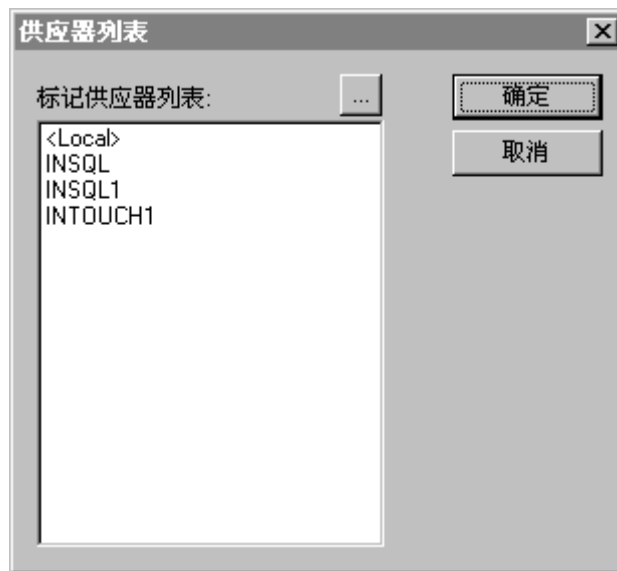 供应器列表
标记供应器列表:
...
确定
<Local>
取消
INSQL
INSQL1
INTOUCH1